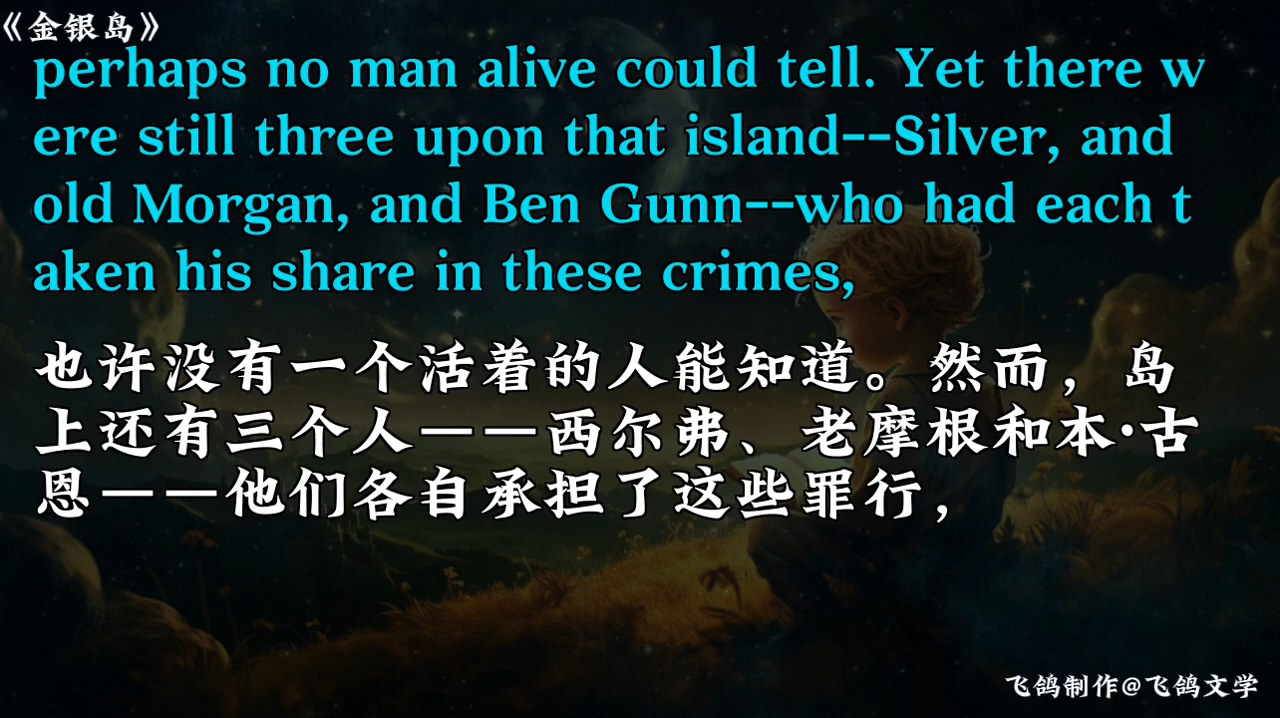 《金银岛》
perhaps no man alive could tell. Yet there w
ere still three upon that island--Silver, and
old Morgan, and Ben Gunn--who had each t
aken his share in these crimes,
也许没有一个活着的人能知道。然而，岛
上还有三个人——西尔弗、老摩根和本·古
恩——他们各自承担了这些罪行，
飞鸽制作@飞鸽文学